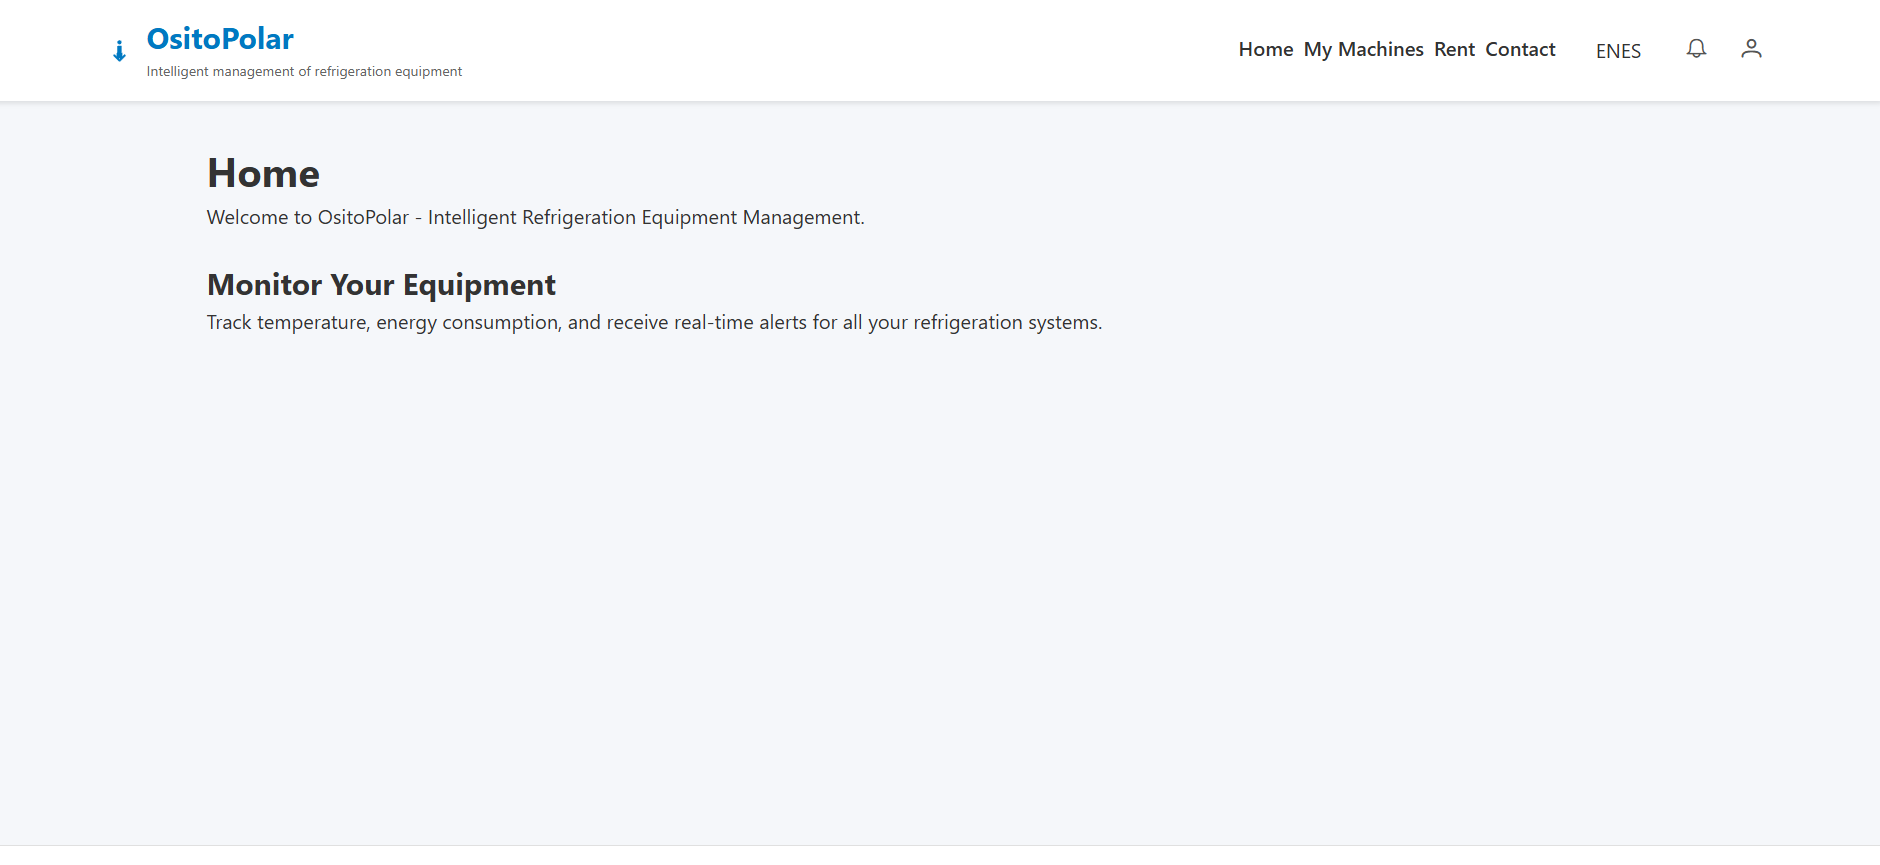 OsitoPolar
Intelligent management of refrigeration equipment
Home My Machines Rent Contact ENES
Home
Welcome to OsitoPolar - Intelligent Refrigeration Equipment Management.
Monitor Your Equipment
Track temperature, energy consumption, and receive real-time alerts for all your refrigeration systems.